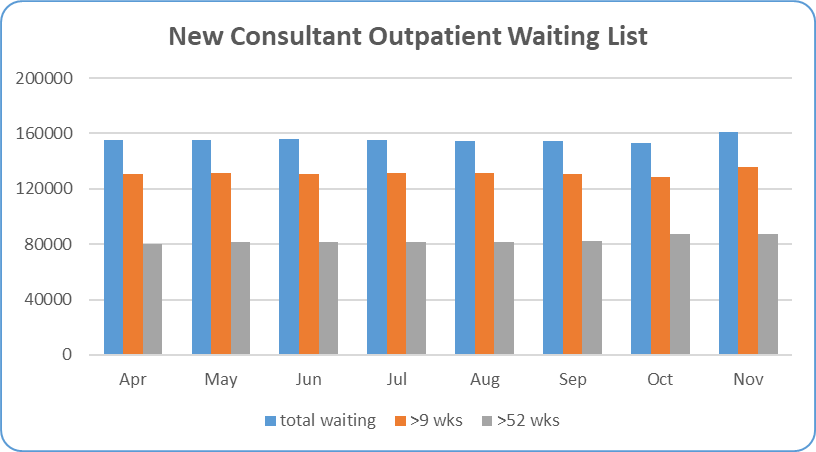 New Consultant Outpatient Waiting List
200000
160000
120000
80000
40000
0
Apr May Jun Jul Aug Sep Oct Nov
total waiting >9 wks >52 wks